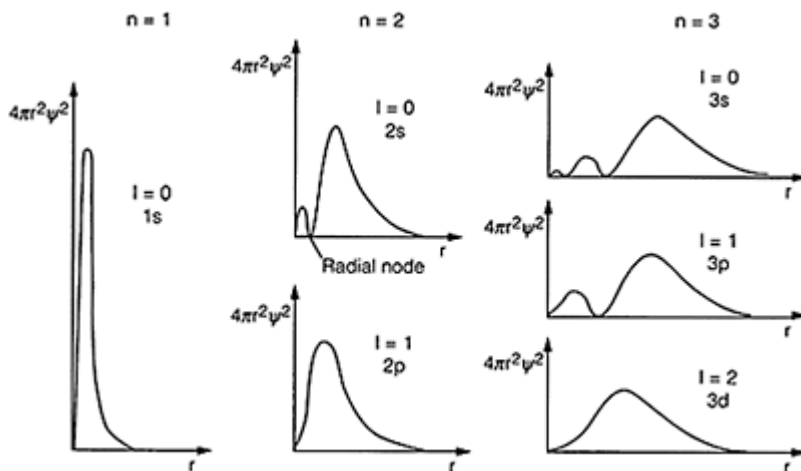 n = 1
4πr²ψ²
l = 0
1s
r
n = 2
4πr²ψ²
l = 0
2s
Radial node
r
4πr²ψ²
l = 1
2p
r
n = 3
4πr²ψ²
l = 0
3s
r
4πr²ψ²
l = 1
3p
r
4πr²ψ²
l = 2
3d
r